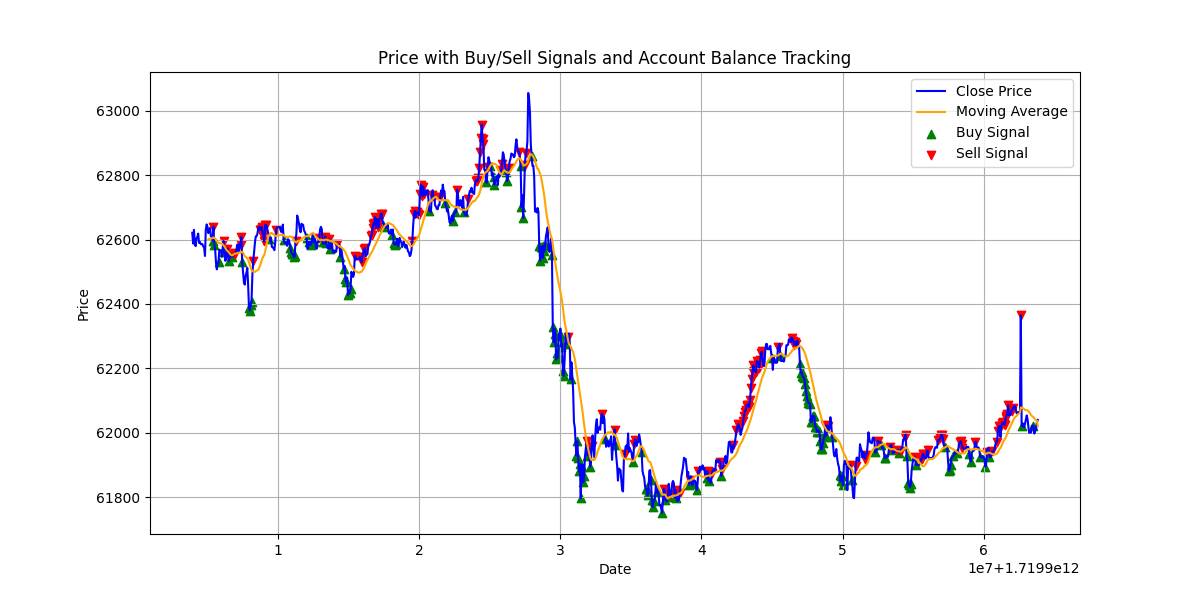 Price with Buy/Sell Signals and Account Balance Tracking
Close Price
Moving Average
Buy Signal
Sell Signal
63000
62800
62600
62400
62200
62000
61800
Price
1 2 3 4 5 6
Date
1e7+1.7199e12